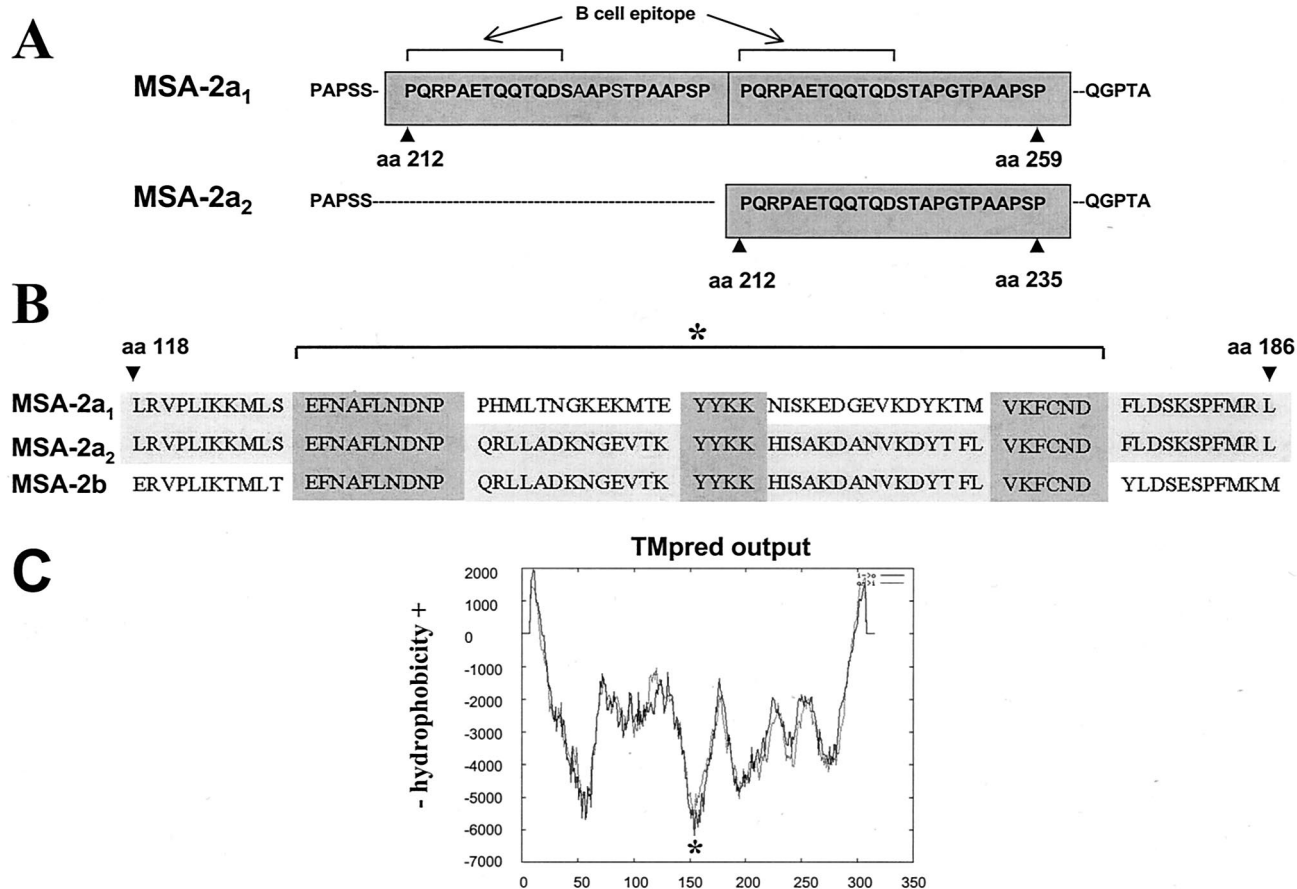 A
B cell epitope
MSA-2a1 PAPSS- PQRPAETQQTQDSAAPSTPAAPSP PQRPAETQQTQDSTAPGTPAAPSP --QGPTA
aa 212 aa 259
MSA-2a2 PAPSS-------------------------------------- PQRPAETQQTQDSTAPGTPAAPSP --QGPTA
aa 212 aa 235
B
*
aa 118 aa 186
MSA-2a1 LRVPLIKKMLS EFNAFLNDNP PHMLTNGKEKMTE YYKK NISKEDGEVKDYKTM VKFCND FLDSKSPFMR L
MSA-2a2 LRVPLIKKMLS EFNAFLNDNP QRLLADKNGEVTK YYKK HISAKDANVKDYT FL VKFCND FLDSKSPFMR L
MSA-2b ERVPLIKTMLT EFNAFLNDNP QRLLADKNGEVTK YYKK HISAKDANVKDYT FL VKFCND YLDSESPFMKM
C
TMpred output
- hydrophobicity +
i->o
o->i
2000
1000
0
-1000
-2000
-3000
-4000
-5000
-6000
-7000
*
0 50 100 150 200 250 300 350